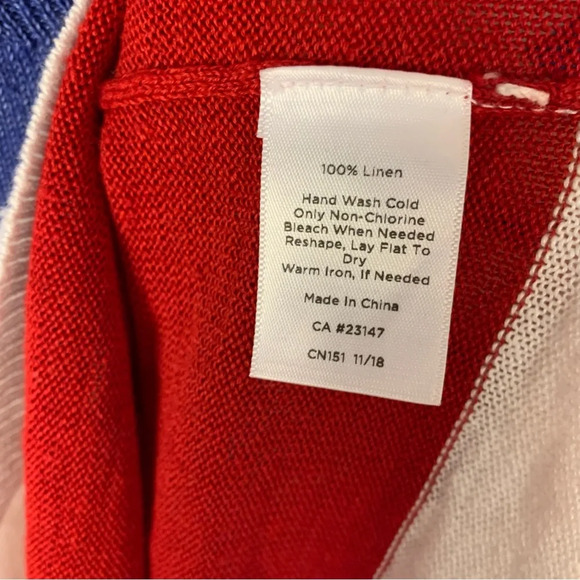 100% Linen
Hand Wash Cold
Only Non-Chlorine
Bleach When Needed
Reshape, Lay Flat To
Dry
Warm Iron, If Needed
Made In China
CA #23147
CN151 11/18